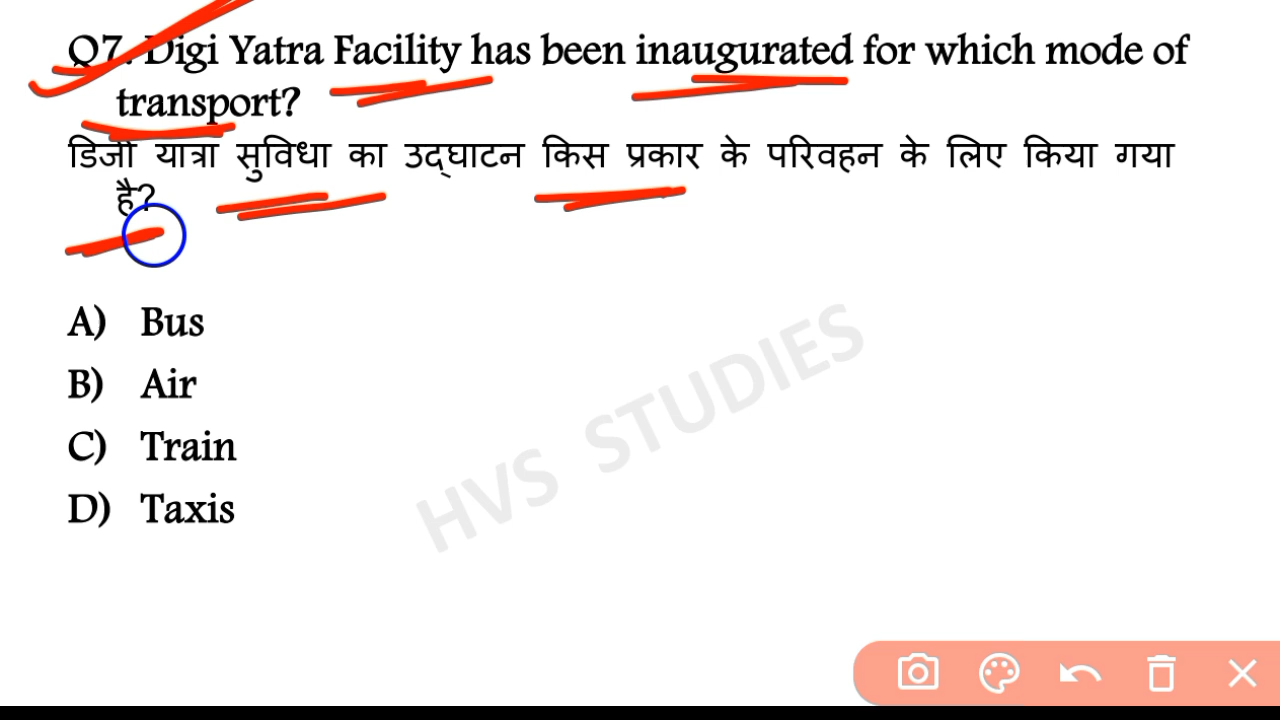 Q7. Digi Yatra Facility has been inaugurated for which mode of
transport?
डिजी यात्रा सुविधा का उद्घाटन किस प्रकार के परिवहन के लिए किया गया
है?
A) Bus
B) Air
C) Train
D) Taxis
HVS STUDIES